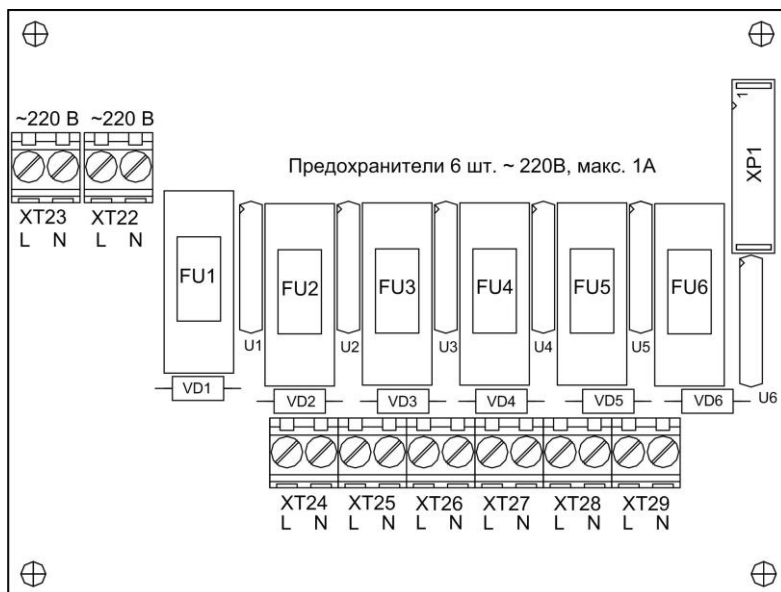 ~220 В ~220 В
1
XP1
Предохранители 6 шт. ~ 220В, макс. 1А
XT23 XT22
L N L N
FU1 FU2 FU3 FU4 FU5 FU6
U1 U2 U3 U4 U5 U6
VD1 VD2 VD3 VD4 VD5 VD6
XT24 XT25 XT26 XT27 XT28 XT29
L N L N L N L N L N L N